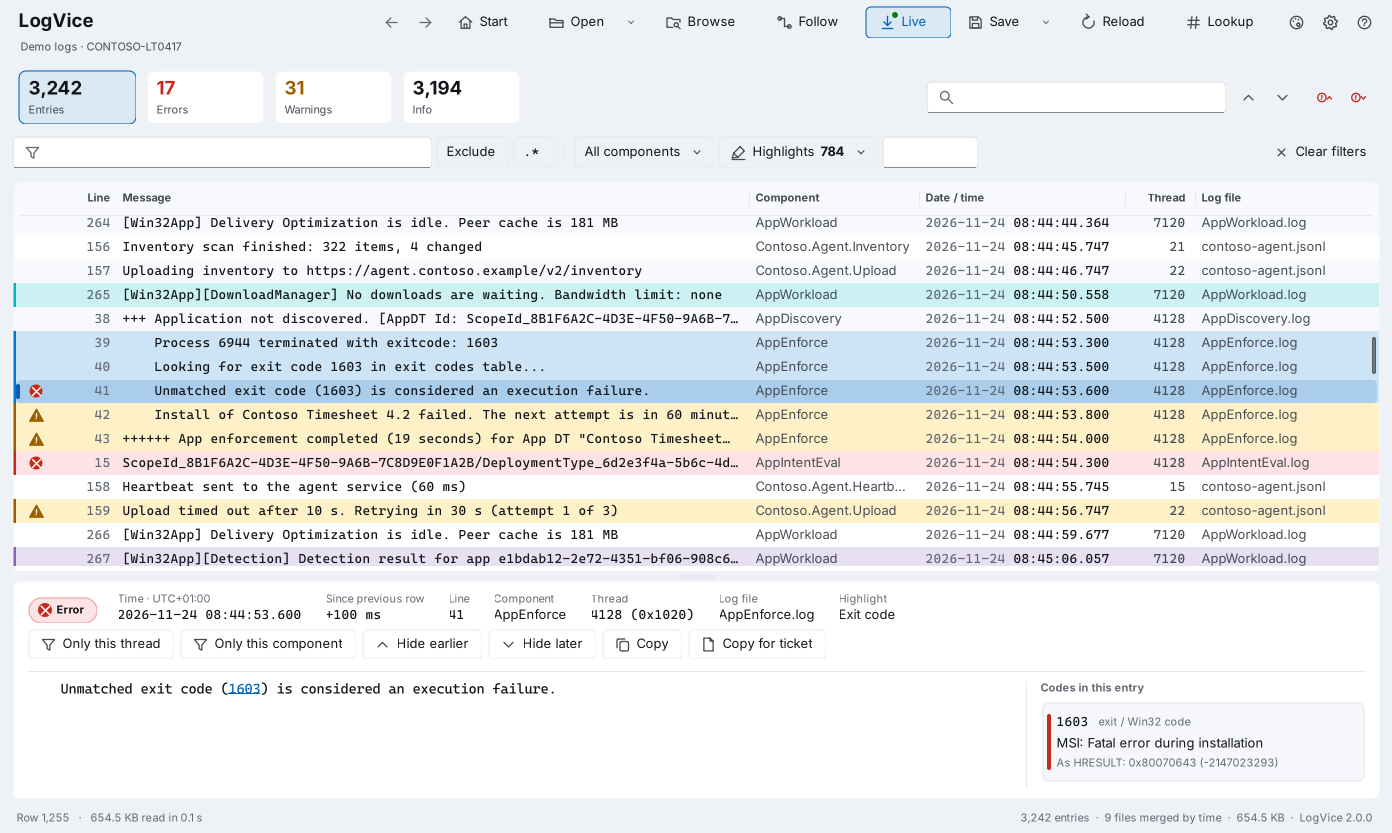 LogVice
Start Open Browse Follow Live Save Reload # Lookup
Demo logs · CONTOSO-LT0417
3,242 17 31 3,194
Entries Errors Warnings Info
Exclude .* All components Highlights 784 Clear filters
Line Message Component Date / time Thread Log file
264 [Win32App] Delivery Optimization is idle. Peer cache is 181 MB AppWorkload 2026-11-24 08:44:44.364 7120 AppWorkload.log
156 Inventory scan finished: 322 items, 4 changed Contoso.Agent.Inventory 2026-11-24 08:44:45.747 21 contoso-agent.jsonl
157 Uploading inventory to https://agent.contoso.example/v2/inventory Contoso.Agent.Upload 2026-11-24 08:44:46.747 22 contoso-agent.jsonl
265 [Win32App][DownloadManager] No downloads are waiting. Bandwidth limit: none AppWorkload 2026-11-24 08:44:50.558 7120 AppWorkload.log
38 +++ Application not discovered. [AppDT Id: ScopeId_8B1F6A2C-4D3E-4F50-9A6B-7… AppDiscovery 2026-11-24 08:44:52.500 4128 AppDiscovery.log
39 Process 6944 terminated with exitcode: 1603 AppEnforce 2026-11-24 08:44:53.300 4128 AppEnforce.log
40 Looking for exit code 1603 in exit codes table... AppEnforce 2026-11-24 08:44:53.500 4128 AppEnforce.log
41 Unmatched exit code (1603) is considered an execution failure. AppEnforce 2026-11-24 08:44:53.600 4128 AppEnforce.log
42 Install of Contoso Timesheet 4.2 failed. The next attempt is in 60 minut… AppEnforce 2026-11-24 08:44:53.800 4128 AppEnforce.log
43 ++++++ App enforcement completed (19 seconds) for App DT "Contoso Timesheet… AppEnforce 2026-11-24 08:44:54.000 4128 AppEnforce.log
15 ScopeId_8B1F6A2C-4D3E-4F50-9A6B-7C8D9E0F1A2B/DeploymentType_6d2e3f4a-5b6c-4d… AppIntentEval 2026-11-24 08:44:54.300 4128 AppIntentEval.log
158 Heartbeat sent to the agent service (60 ms) Contoso.Agent.Heartb… 2026-11-24 08:44:55.745 15 contoso-agent.jsonl
159 Upload timed out after 10 s. Retrying in 30 s (attempt 1 of 3) Contoso.Agent.Upload 2026-11-24 08:44:56.747 22 contoso-agent.jsonl
266 [Win32App] Delivery Optimization is idle. Peer cache is 181 MB AppWorkload 2026-11-24 08:44:59.677 7120 AppWorkload.log
267 [Win32App][Detection] Detection result for app e1bdab12-2e72-4351-bf06-908c6… AppWorkload 2026-11-24 08:45:06.057 7120 AppWorkload.log
Error
Time · UTC+01:00 Since previous row Line Component Thread Log file Highlight
2026-11-24 08:44:53.600 +100 ms 41 AppEnforce 4128 (0x1020) AppEnforce.log Exit code
Only this thread Only this component Hide earlier Hide later Copy Copy for ticket
Unmatched exit code (1603) is considered an execution failure.
Codes in this entry
1603 exit / Win32 code
MSI: Fatal error during installation
As HRESULT: 0x80070643 (-2147023293)
Row 1,255 · 654.5 KB read in 0.1 s
3,242 entries · 9 files merged by time · 654.5 KB · LogVice 2.0.0